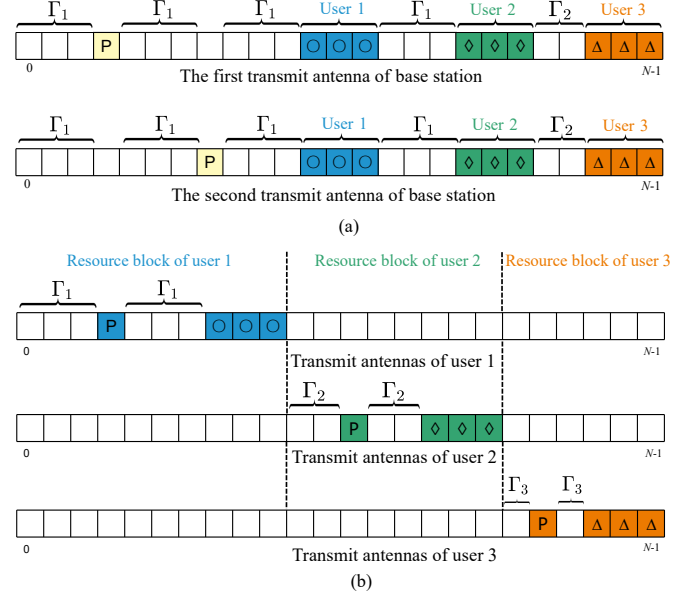 Γ₁ Γ₁ Γ₁ User 1 Γ₁ User 2 Γ₂ User 3
P ○ ○ ○ ◊ ◊ ◊ Δ Δ Δ
0 N-1
The first transmit antenna of base station
Γ₁ Γ₁ Γ₁ User 1 Γ₁ User 2 Γ₂ User 3
P ○ ○ ○ ◊ ◊ ◊ Δ Δ Δ
0 N-1
The second transmit antenna of base station
(a)
Resource block of user 1 Resource block of user 2 Resource block of user 3
Γ₁ Γ₁
P ○ ○ ○
0 N-1
Transmit antennas of user 1
Γ₂ Γ₂
P ◊ ◊ ◊
0 N-1
Transmit antennas of user 2
Γ₃ Γ₃
P Δ Δ Δ
0 N-1
Transmit antennas of user 3
(b)